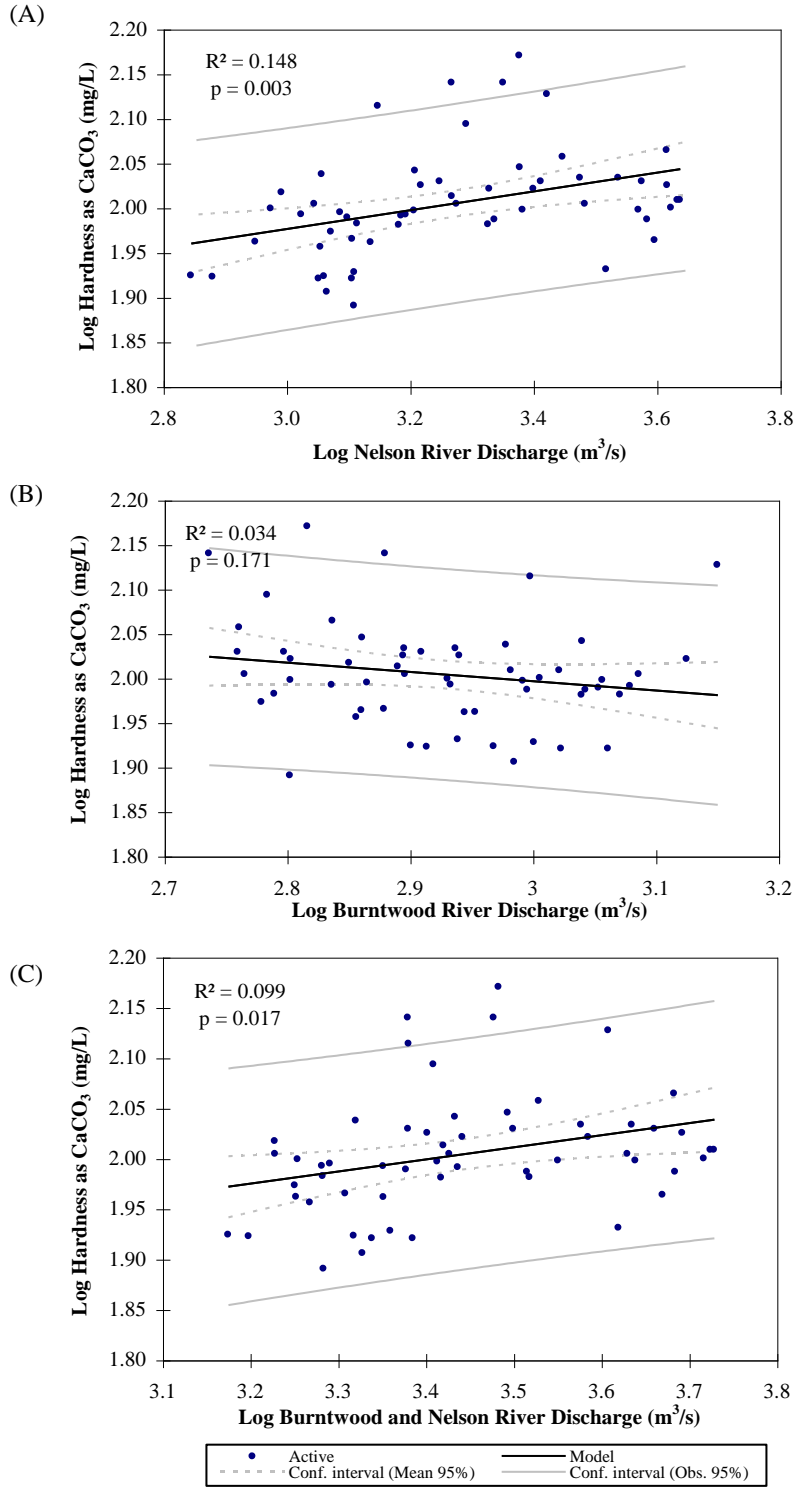 (A)
R² = 0.148
p = 0.003
Log Hardness as CaCO₃ (mg/L)
2.20
2.15
2.10
2.05
2.00
1.95
1.90
1.85
1.80
2.8 3.0 3.2 3.4 3.6 3.8
Log Nelson River Discharge (m³/s)
(B)
R² = 0.034
p = 0.171
Log Hardness as CaCO₃ (mg/L)
2.20
2.15
2.10
2.05
2.00
1.95
1.90
1.85
1.80
2.7 2.8 2.9 3 3.1 3.2
Log Burntwood River Discharge (m³/s)
(C)
R² = 0.099
p = 0.017
Log Hardness as CaCO₃ (mg/L)
2.20
2.15
2.10
2.05
2.00
1.95
1.90
1.85
1.80
3.1 3.2 3.3 3.4 3.5 3.6 3.7 3.8
Log Burntwood and Nelson River Discharge (m³/s)
Active Model
Conf. interval (Mean 95%) Conf. interval (Obs. 95%)